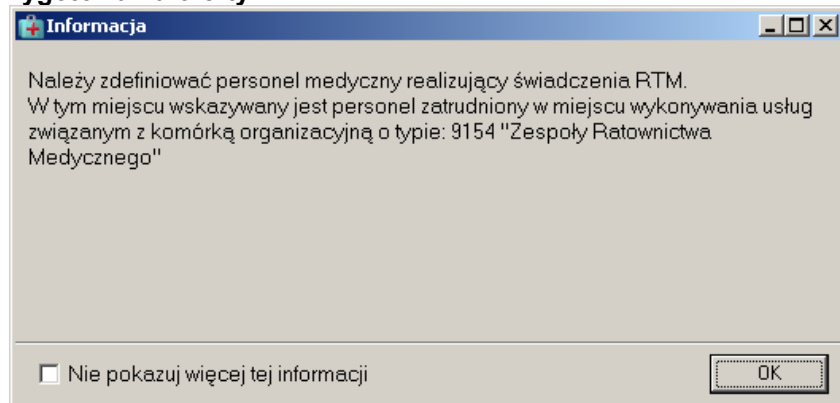 Informacja
Należy zdefiniować personel medyczny realizujący świadczenia RTM.
W tym miejscu wskazywany jest personel zatrudniony w miejscu wykonywania usług
związanym z komórką organizacyjną o typie: 9154 "Zespoły Ratownictwa
Medycznego"
Nie pokazuj więcej tej informacji
OK